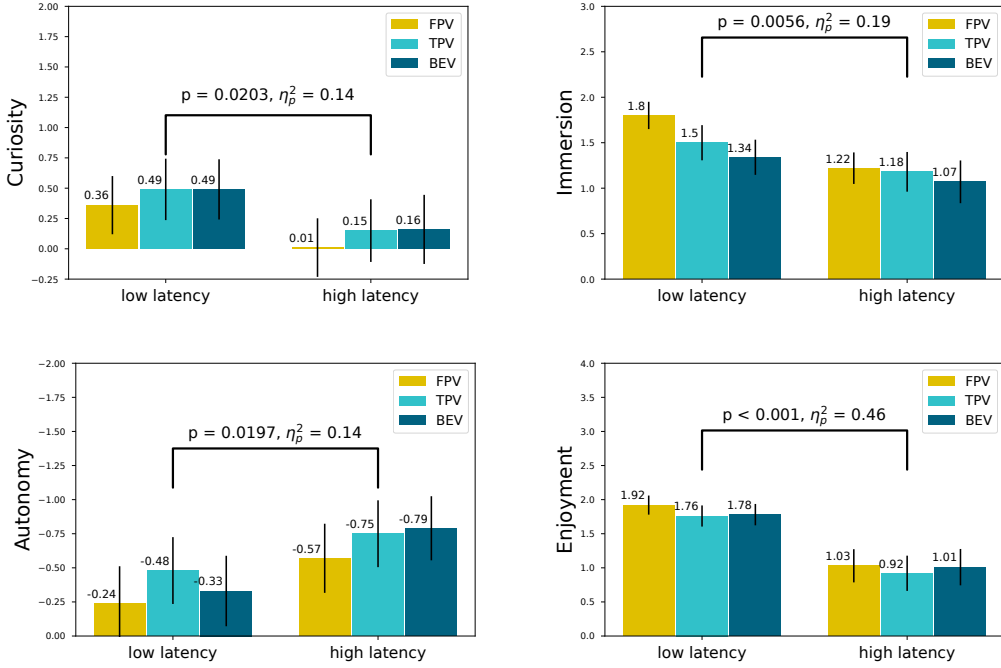 2.00
1.75
1.50
1.25
1.00
0.75
0.50
0.25
0.00
−0.25
Curiosity
p = 0.0203, η²ₚ = 0.14
FPV
TPV
BEV
0.36
0.49
0.49
0.01
0.15
0.16
low latency
high latency
3.0
2.5
2.0
1.5
1.0
0.5
0.0
Immersion
p = 0.0056, η²ₚ = 0.19
FPV
TPV
BEV
1.8
1.5
1.34
1.22
1.18
1.07
low latency
high latency
−2.00
−1.75
−1.50
−1.25
−1.00
−0.75
−0.50
−0.25
0.00
Autonomy
p = 0.0197, η²ₚ = 0.14
FPV
TPV
BEV
-0.24
-0.48
-0.33
-0.57
-0.75
-0.79
low latency
high latency
4.0
3.5
3.0
2.5
2.0
1.5
1.0
0.5
0.0
Enjoyment
p < 0.001, η²ₚ = 0.46
FPV
TPV
BEV
1.92
1.76
1.78
1.03
0.92
1.01
low latency
high latency